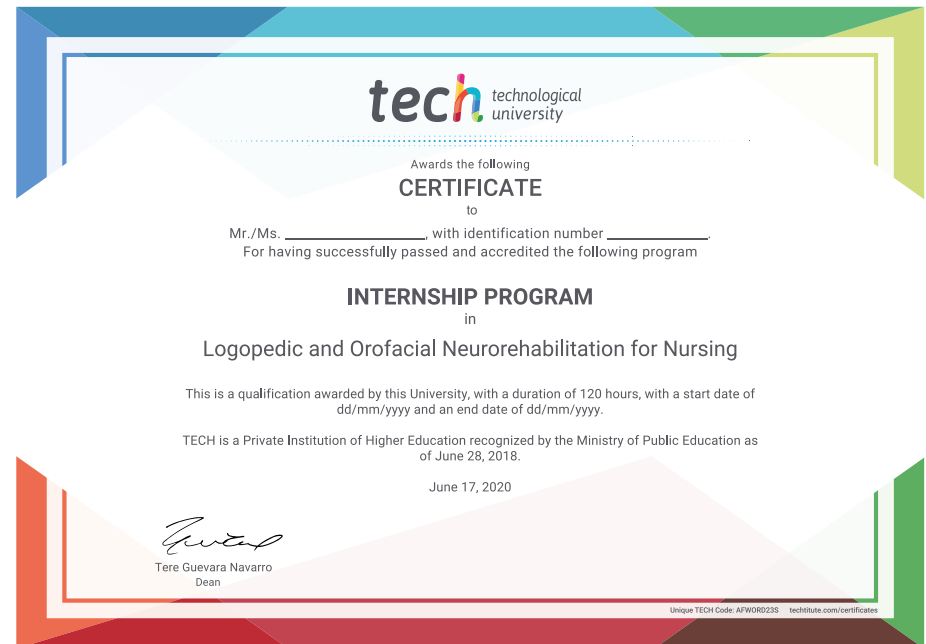 tech technological
university
Awards the following
CERTIFICATE
to
Mr./Ms. ____________________, with identification number ______________.
For having successfully passed and accredited the following program
INTERNSHIP PROGRAM
in
Logopedic and Orofacial Neurorehabilitation for Nursing
This is a qualification awarded by this University, with a duration of 120 hours, with a start date of
dd/mm/yyyy and an end date of dd/mm/yyyy.
TECH is a Private Institution of Higher Education recognized by the Ministry of Public Education as
of June 28, 2018.
June 17, 2020
Tere Guevara Navarro
Dean
Unique TECH Code: AFWORD23S techtitute.com/certificates